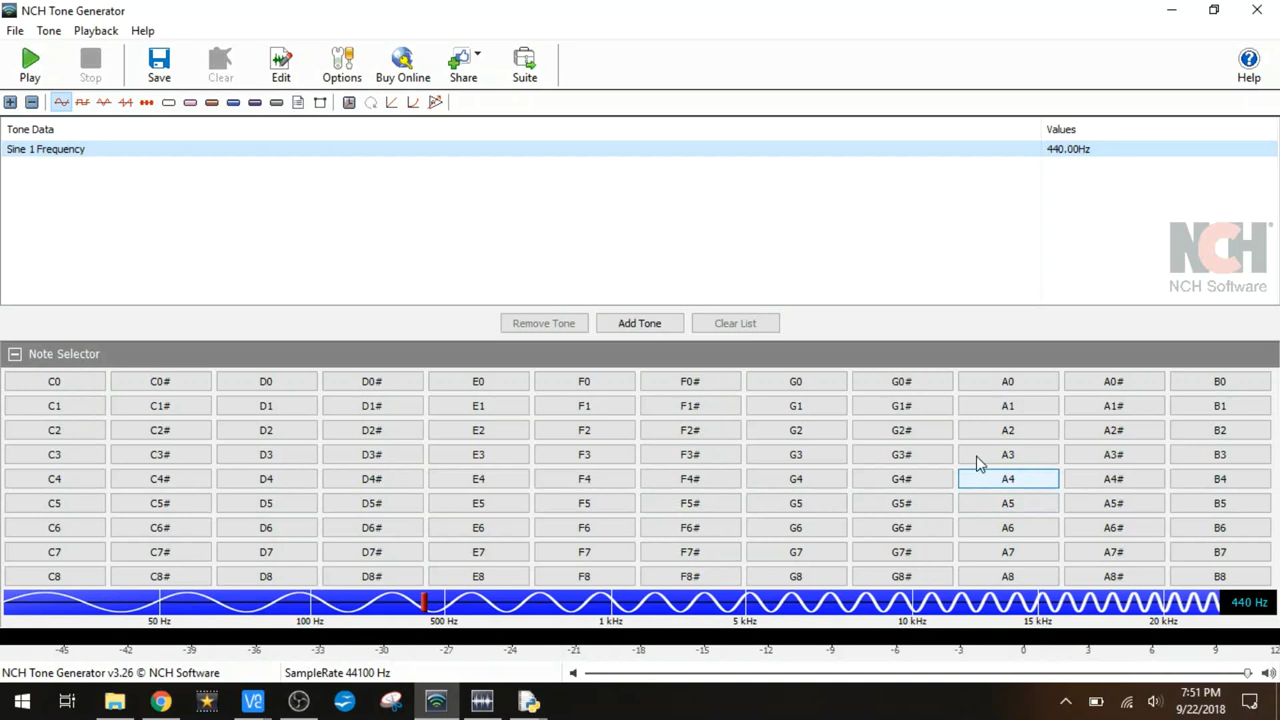 NCH Tone Generator
File Tone Playback Help
Play Stop Save Clear Edit Options Buy Online Share Suite Help
Tone Data Values
Sine 1 Frequency 440.00Hz
NCH
NCH Software
Remove Tone Add Tone Clear List
Note Selector
C0 C0# D0 D0# E0 F0 F0# G0 G0# A0 A0# B0
C1 C1# D1 D1# E1 F1 F1# G1 G1# A1 A1# B1
C2 C2# D2 D2# E2 F2 F2# G2 G2# A2 A2# B2
C3 C3# D3 D3# E3 F3 F3# G3 G3# A3 A3# B3
C4 C4# D4 D4# E4 F4 F4# G4 G4# A4 A4# B4
C5 C5# D5 D5# E5 F5 F5# G5 G5# A5 A5# B5
C6 C6# D6 D6# E6 F6 F6# G6 G6# A6 A6# B6
C7 C7# D7 D7# E7 F7 F7# G7 G7# A7 A7# B7
C8 C8# D8 D8# E8 F8 F8# G8 G8# A8 A8# B8
440 Hz
50 Hz 100 Hz 500 Hz 1 kHz 5 kHz 10 kHz 15 kHz 20 kHz
-45 -42 -39 -36 -33 -30 -27 -24 -21 -18 -15 -12 -9 -6 -3 0 3 6 9 12
NCH Tone Generator v3.26 © NCH Software SampleRate 44100 Hz
7:51 PM
9/22/2018